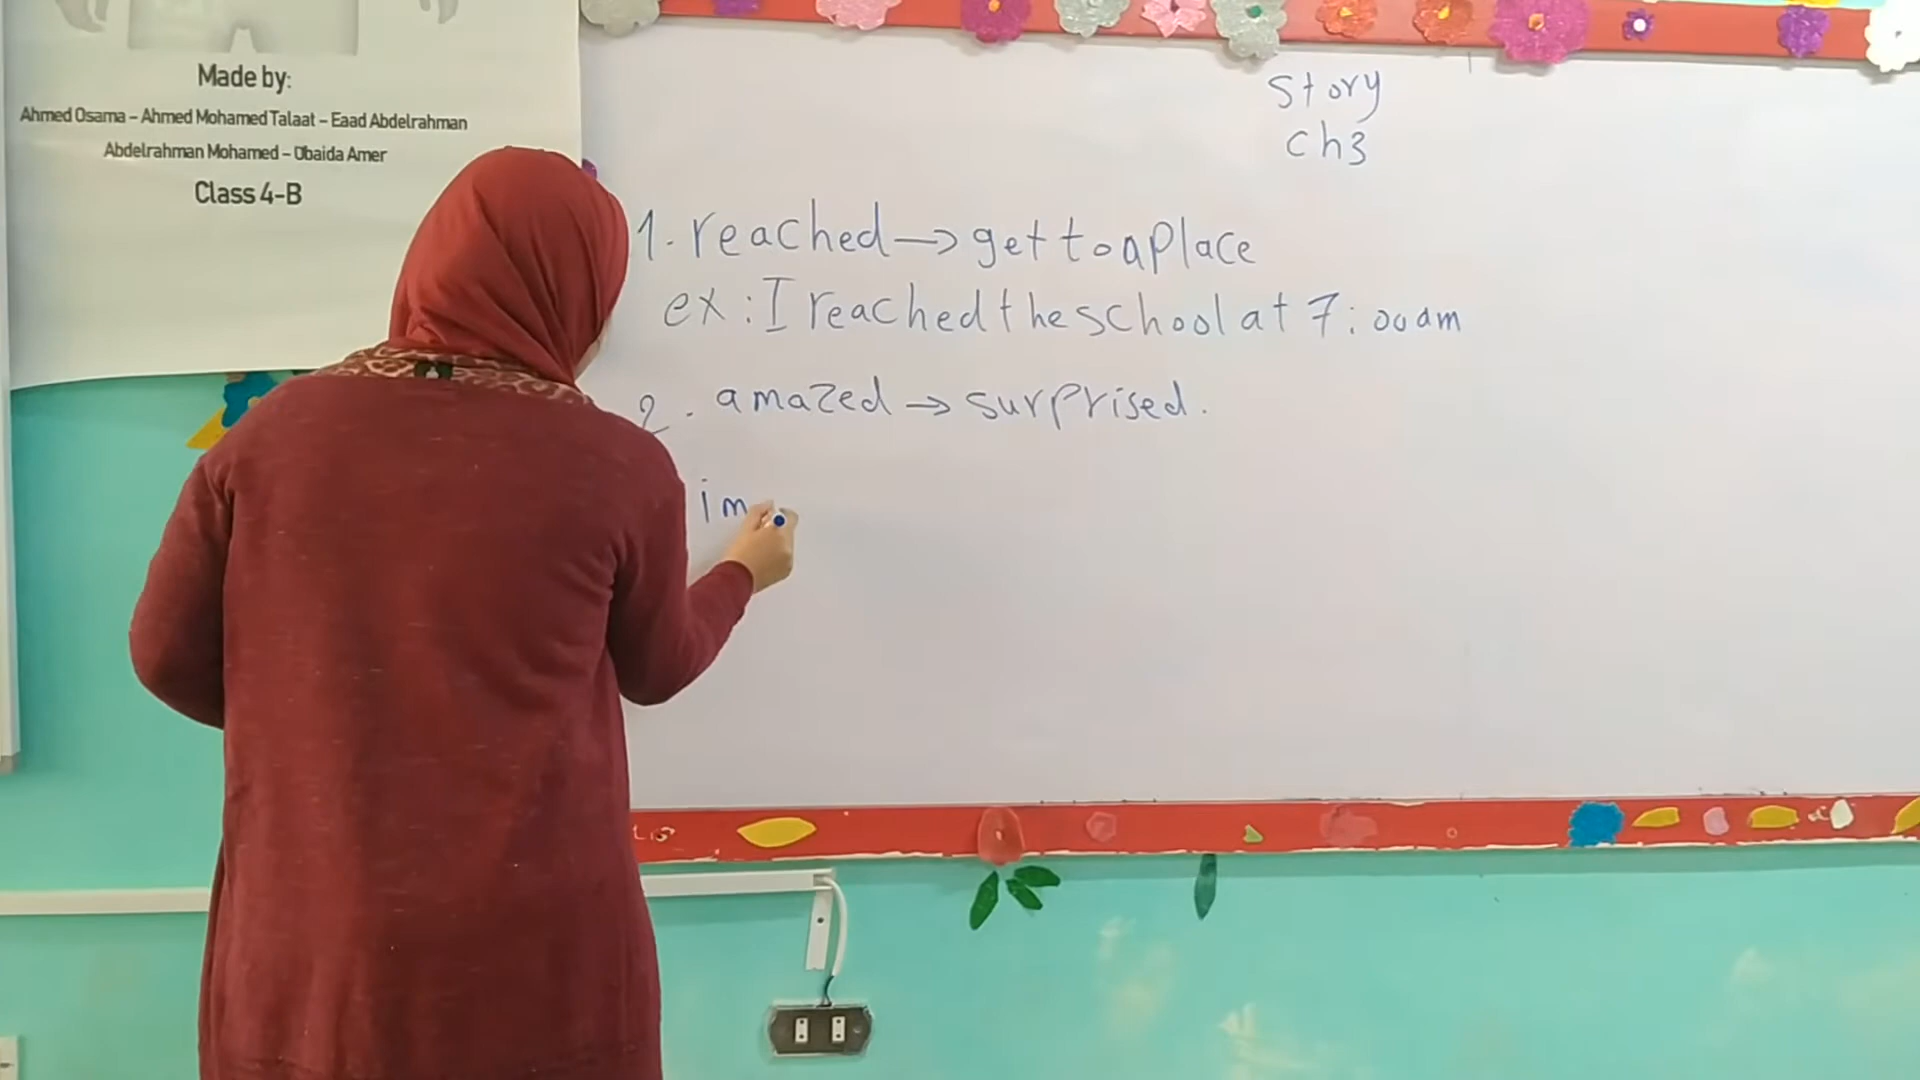 Made by:
Ahmed Osama – Ahmed Mohamed Talaat – Eaad Abdelrahman
Abdelrahman Mohamed – Obaida Amer
Class 4-B
Story
ch3
1. reached → get to a place
ex: I reached the school at 7:00 am
2. amazed → surprised.
im